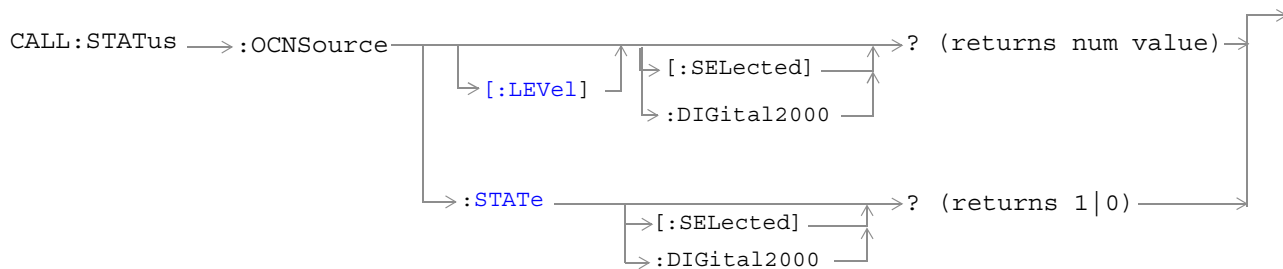 CALL:STATus :OCNSource ? (returns num value)
[:LEVel] [:SELected]
:DIGital2000
:STATe ? (returns 1|0)
[:SELected]
:DIGital2000